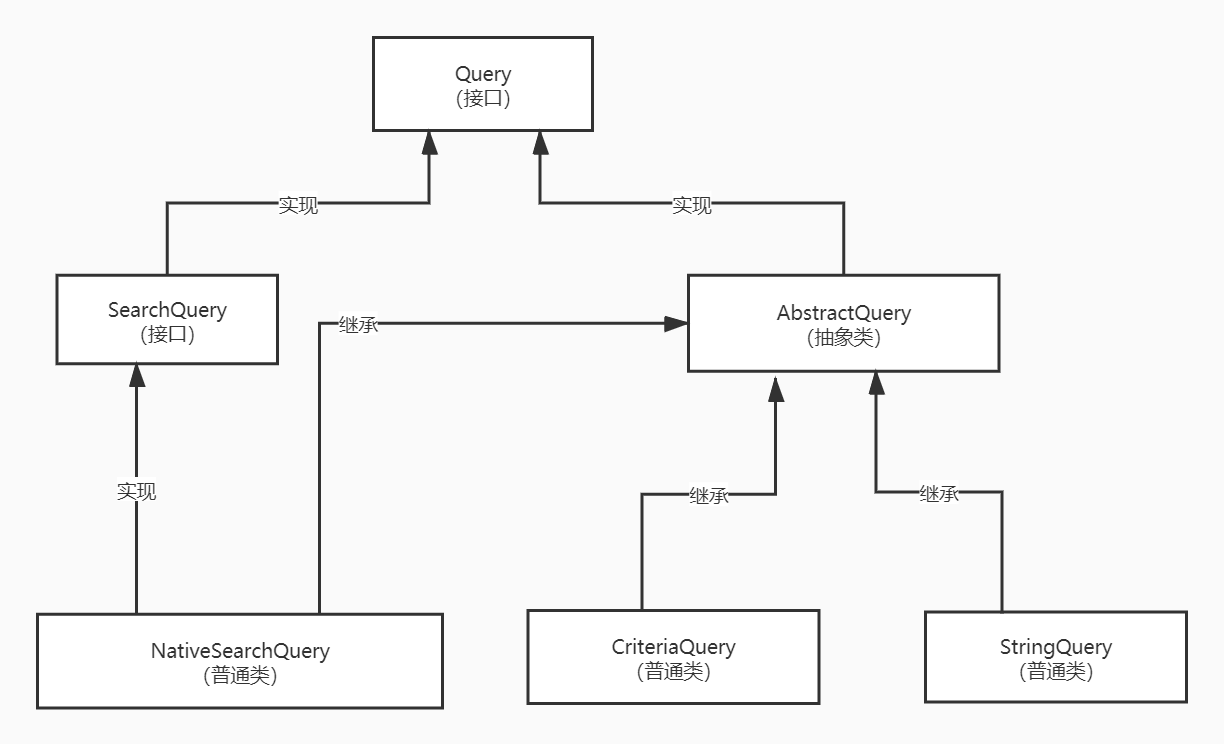 Query
(接口)
实现
实现
SearchQuery
(接口)
继承
AbstractQuery
(抽象类)
实现
继承
继承
NativeSearchQuery
(普通类)
CriteriaQuery
(普通类)
StringQuery
(普通类)